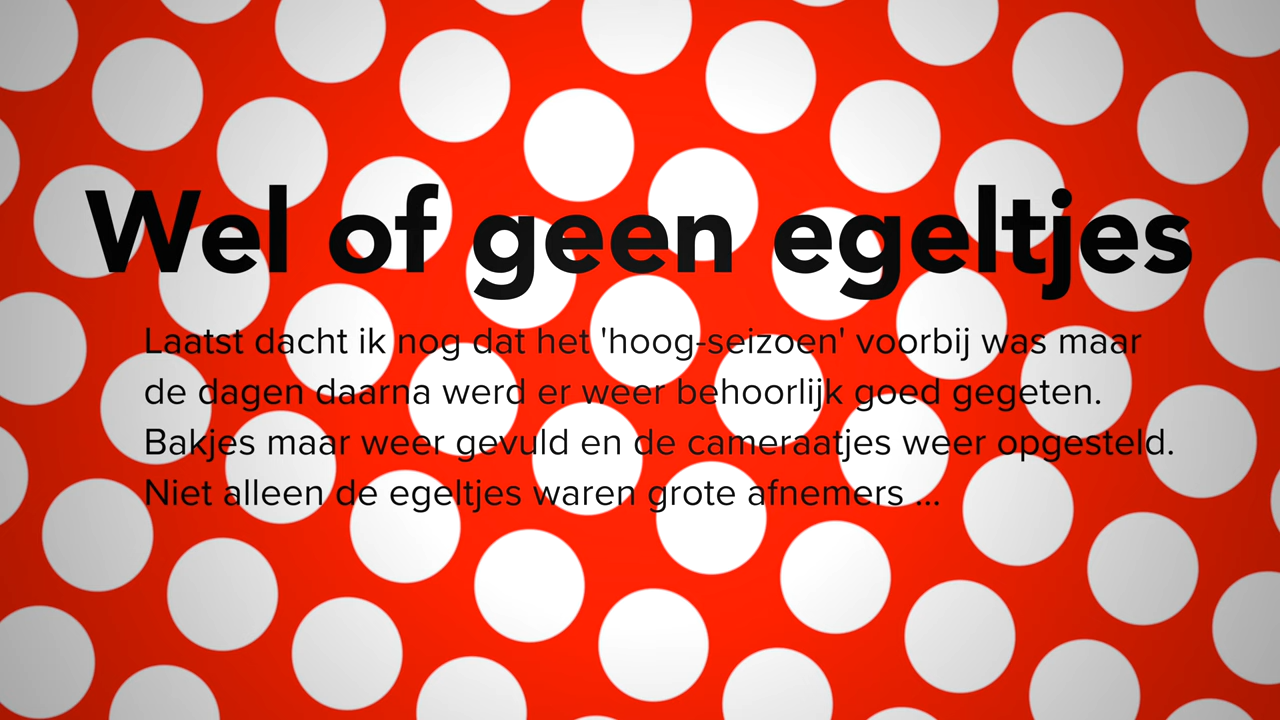 Wel of geen egeltjes
Laatst dacht ik nog dat het 'hoog-seizoen' voorbij was maar
de dagen daarna werd er weer behoorlijk goed gegeten.
Bakjes maar weer gevuld en de cameraatjes weer opgesteld.
Niet alleen de egeltjes waren grote afnemers ...